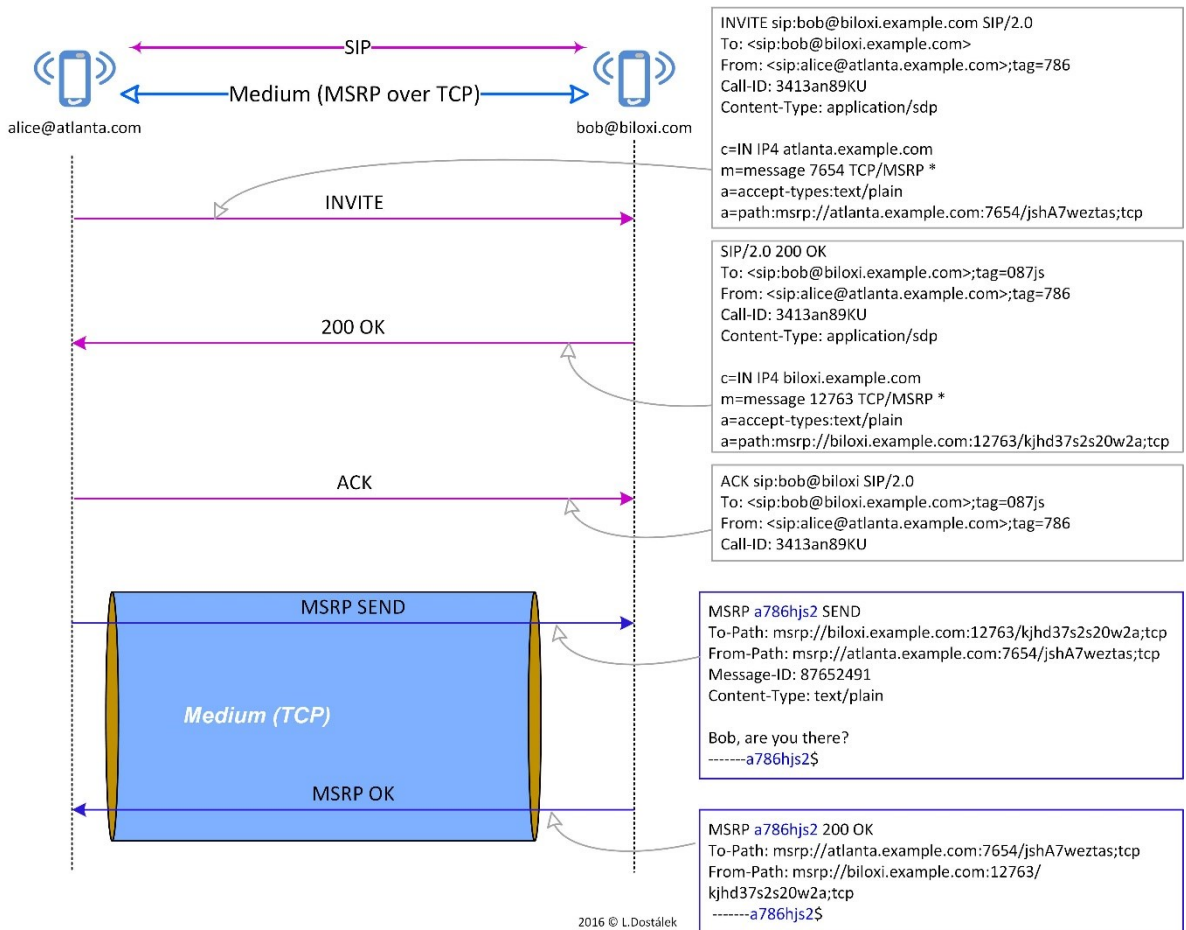 SIP
Medium (MSRP over TCP)
alice@atlanta.com
bob@biloxi.com
INVITE
200 OK
ACK
MSRP SEND
Medium (TCP)
MSRP OK
INVITE sip:bob@biloxi.example.com SIP/2.0
To: <sip:bob@biloxi.example.com>
From: <sip:alice@atlanta.example.com>;tag=786
Call-ID: 3413an89KU
Content-Type: application/sdp
c=IN IP4 atlanta.example.com
m=message 7654 TCP/MSRP *
a=accept-types:text/plain
a=path:msrp://atlanta.example.com:7654/jshA7weztas;tcp
SIP/2.0 200 OK
To: <sip:bob@biloxi.example.com>;tag=087js
From: <sip:alice@atlanta.example.com>;tag=786
Call-ID: 3413an89KU
Content-Type: application/sdp
c=IN IP4 biloxi.example.com
m=message 12763 TCP/MSRP *
a=accept-types:text/plain
a=path:msrp://biloxi.example.com:12763/kjhd37s2s20w2a;tcp
ACK sip:bob@biloxi SIP/2.0
To: <sip:bob@biloxi.example.com>;tag=087js
From: <sip:alice@atlanta.example.com>;tag=786
Call-ID: 3413an89KU
MSRP a786hjs2 SEND
To-Path: msrp://biloxi.example.com:12763/kjhd37s2s20w2a;tcp
From-Path: msrp://atlanta.example.com:7654/jshA7weztas;tcp
Message-ID: 87652491
Content-Type: text/plain
Bob, are you there?
-------a786hjs2$
MSRP a786hjs2 200 OK
To-Path: msrp://atlanta.example.com:7654/jshA7weztas;tcp
From-Path: msrp://biloxi.example.com:12763/
kjhd37s2s20w2a;tcp
-------a786hjs2$
2016 © L.Dostálek